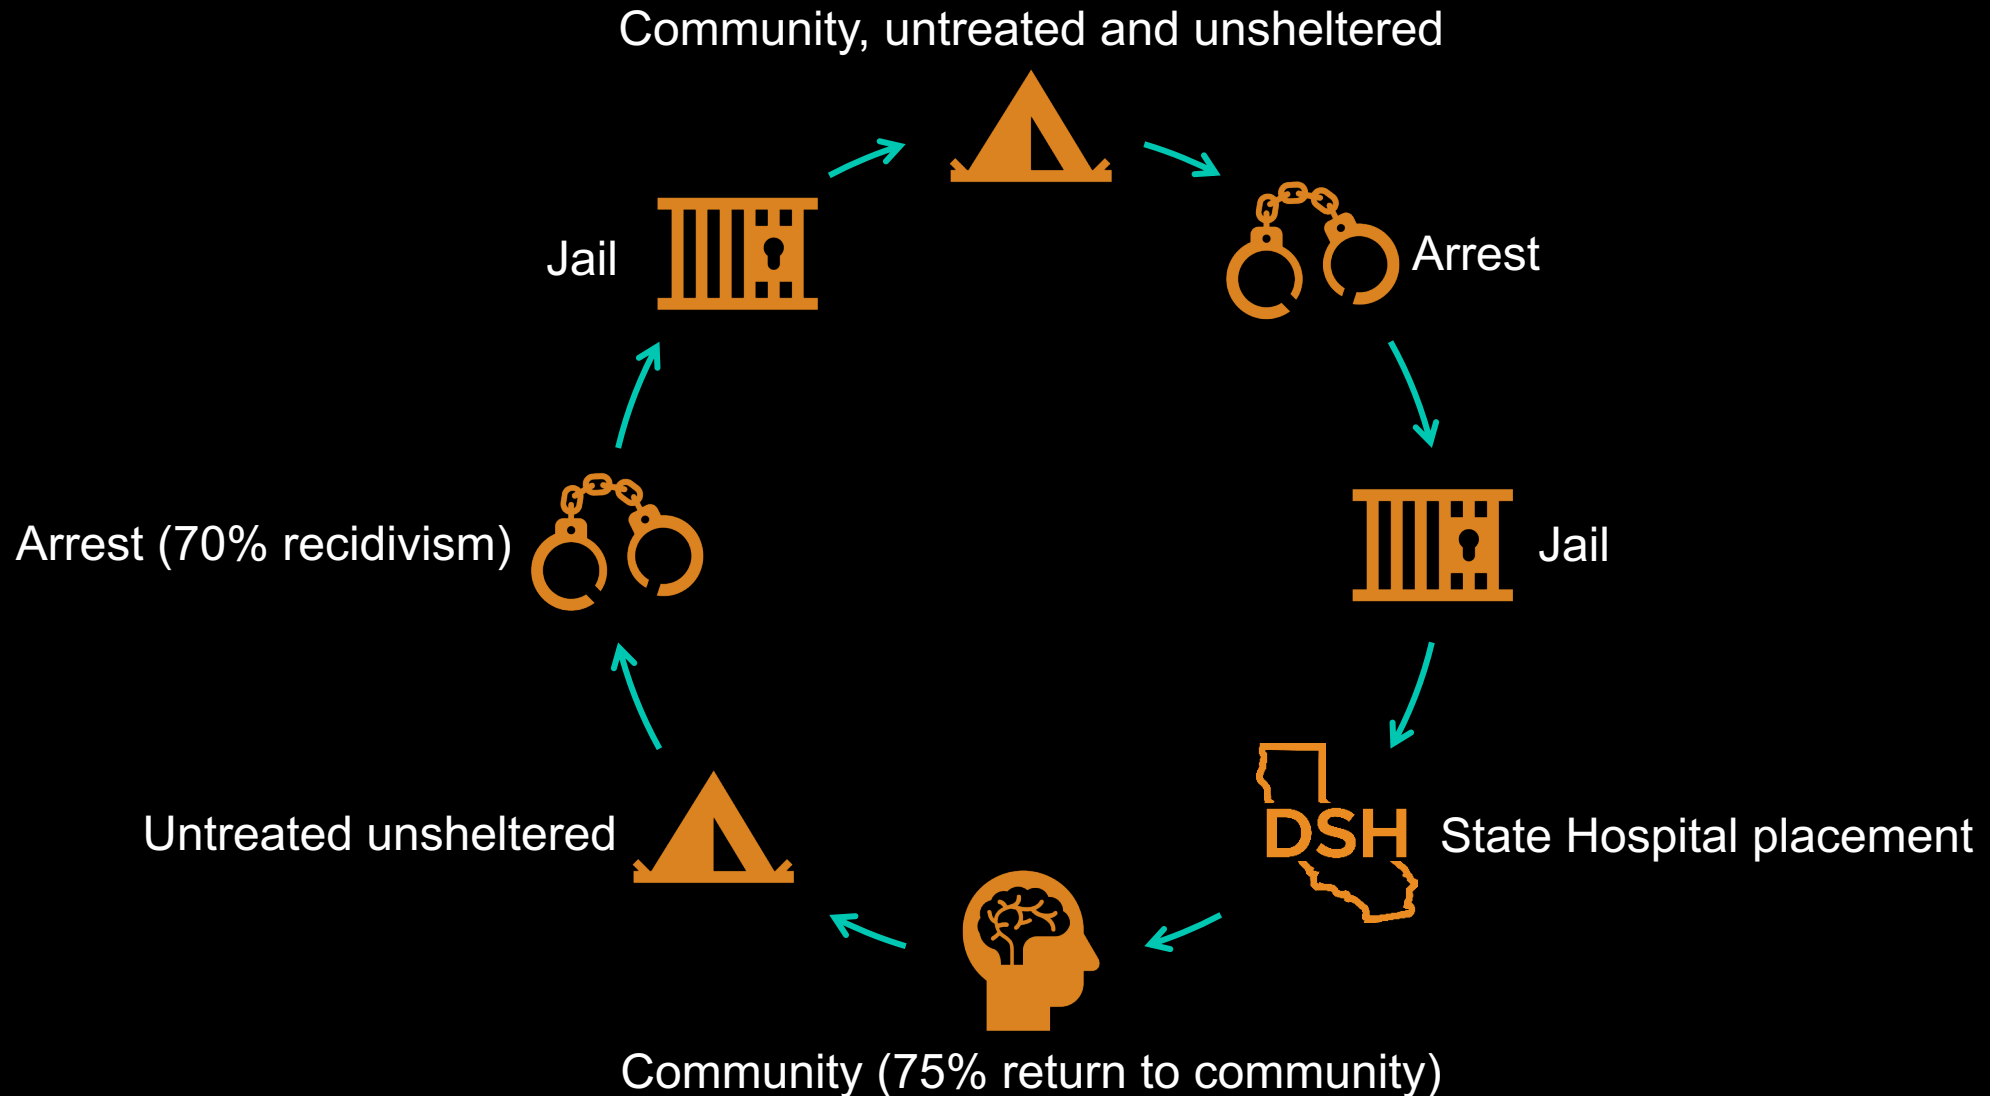 Community, untreated and unsheltered
Arrest
Jail
State Hospital placement
DSH
Community (75% return to community)
Untreated unsheltered
Arrest (70% recidivism)
Jail